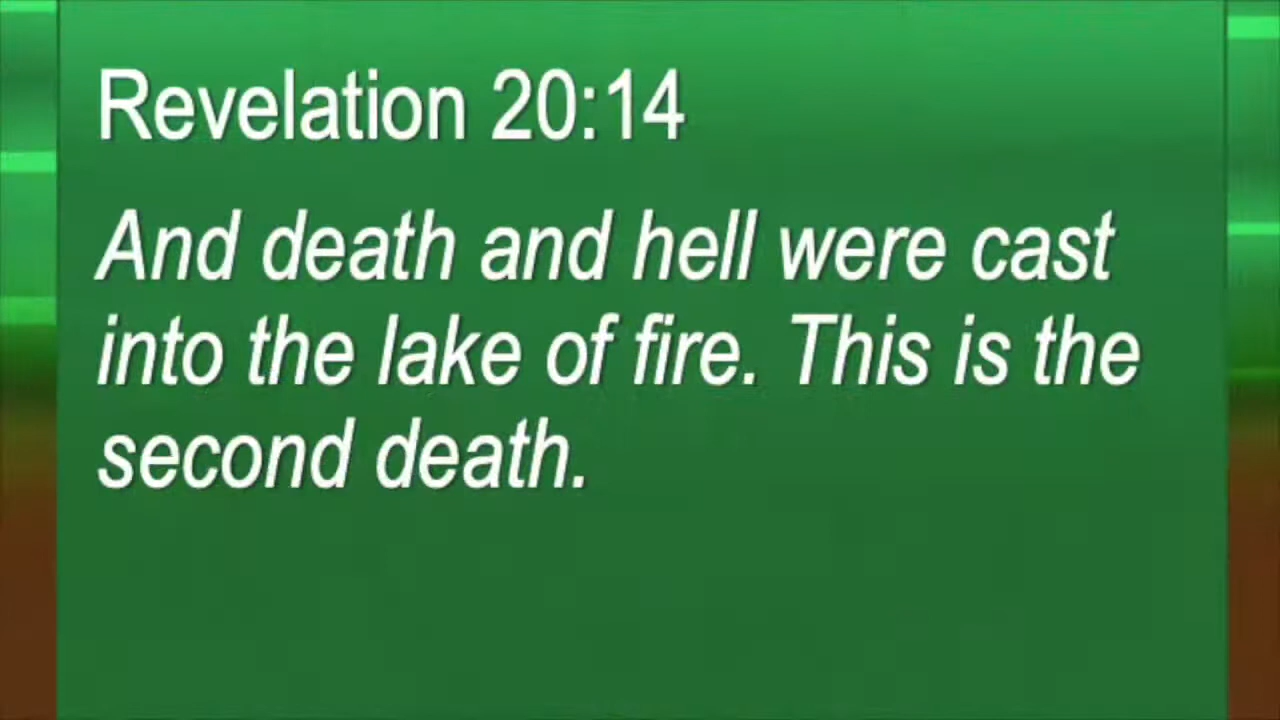 Revelation 20:14
And death and hell were cast
into the lake of fire. This is the
second death.